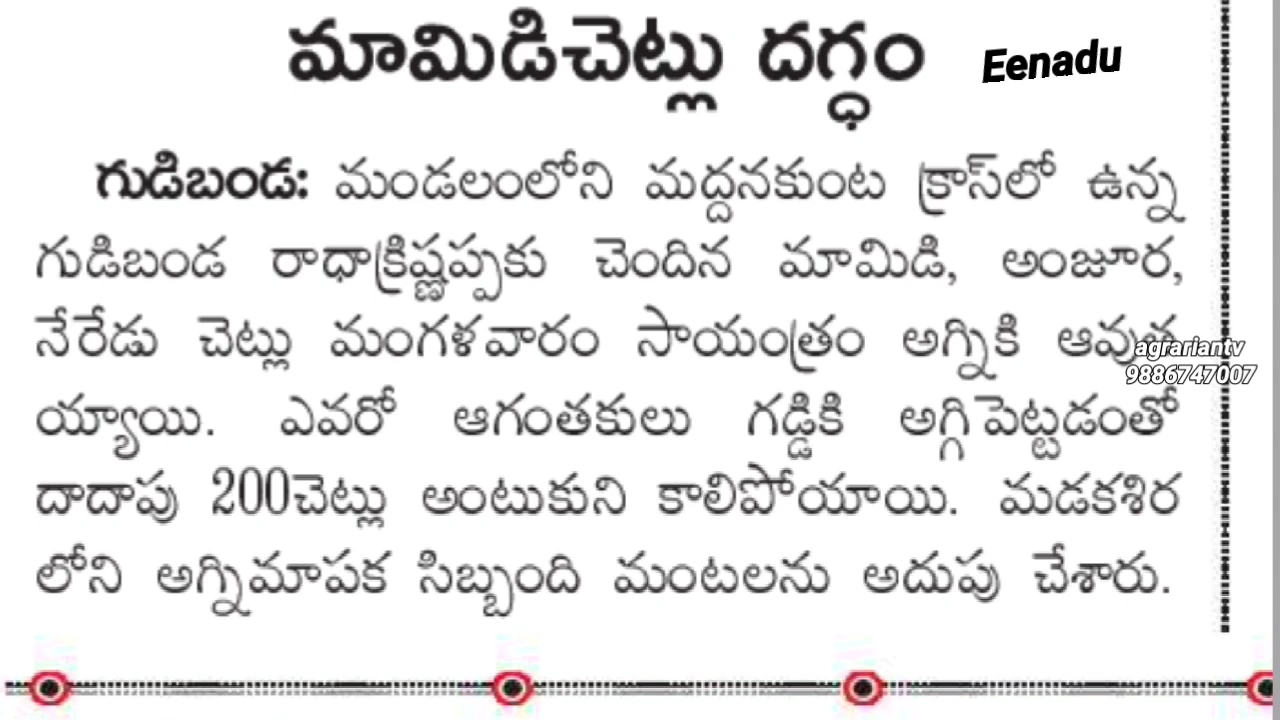 మామిడిచెట్లు దగ్ధం
Eenadu
గుడిబండ: మండలంలోని మద్దనకుంట క్రాస్‌లో ఉన్న
గుడిబండ రాధాక్రిష్ణప్పకు చెందిన మామిడి, అంజూర,
నేరేడు చెట్లు మంగళవారం సాయంత్రం అగ్నికి ఆవుత
agrariantv
9886747007
య్యాయి. ఎవరో ఆగంతకులు గడ్డికి అగ్గిపెట్టడంతో
దాదాపు 200చెట్లు అంటుకుని కాలిపోయాయి. మడకశిర
లోని అగ్నిమాపక సిబ్బంది మంటలను అదుపు చేశారు.